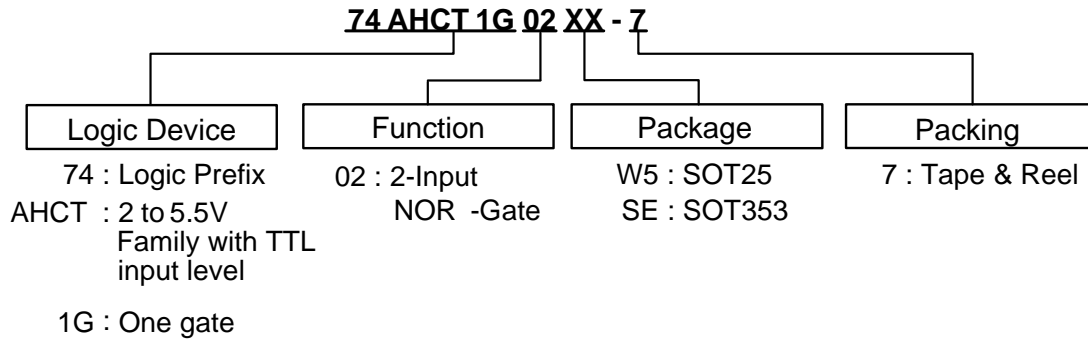 74 AHCT 1G 02 XX - 7
Logic Device
74 : Logic Prefix
AHCT : 2 to 5.5V
Family with TTL
input level
1G : One gate
Function
02 : 2-Input
NOR -Gate
Package
W5 : SOT25
SE : SOT353
Packing
7 : Tape & Reel